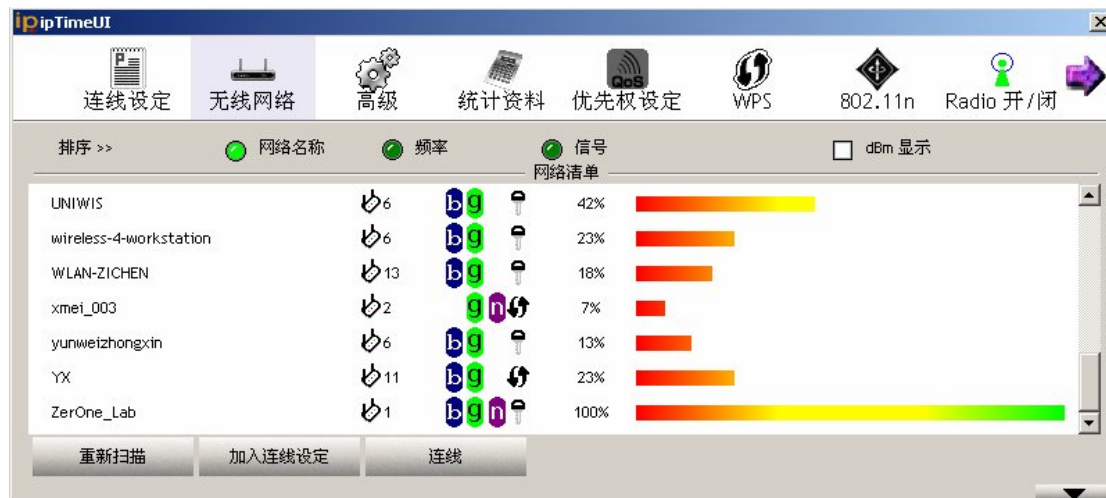 ip ipTimeUI
连线设定 无线网络 高级 统计资料 优先权设定 WPS 802.11n Radio 开/闭
排序 >> 网络名称 频率 信号 dBm 显示
网络清单
UNIWIS 6 b g 42%
wireless-4-workstation 6 b g 23%
WLAN-ZICHEN 13 b g 18%
xmei_003 2 g n 7%
yunweizhongxin 6 b g 13%
YX 11 b g 23%
ZerOne_Lab 1 b g n 100%
重新扫描 加入连线设定 连线